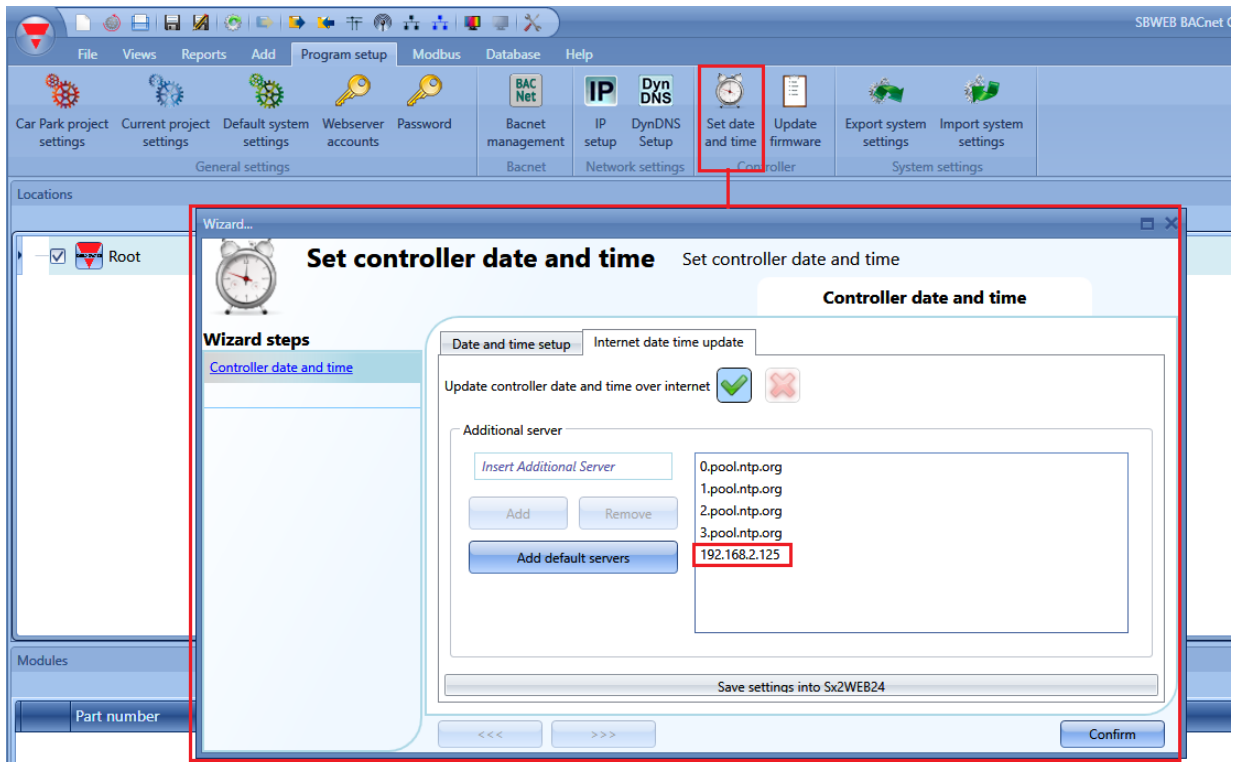 SBWEB BACnet
File Views Reports Add Program setup Modbus Database Help
BAC
Net
IP
Dyn
DNS
Car Park project
settings
Current project
settings
Default system
settings
Webserver
accounts
Password
Bacnet
management
IP
setup
DynDNS
Setup
Set date
and time
Update
firmware
Export system
settings
Import system
settings
General settings
Bacnet
Network settings
Controller
System settings
Locations
Root
Wizard...
Set controller date and time
Set controller date and time
Controller date and time
Wizard steps
Controller date and time
Date and time setup
Internet date time update
Update controller date and time over internet
Additional server
Insert Additional Server
Add
Remove
Add default servers
0.pool.ntp.org
1.pool.ntp.org
2.pool.ntp.org
3.pool.ntp.org
192.168.2.125
Save settings into Sx2WEB24
<<<
>>>
Confirm
Modules
Part number